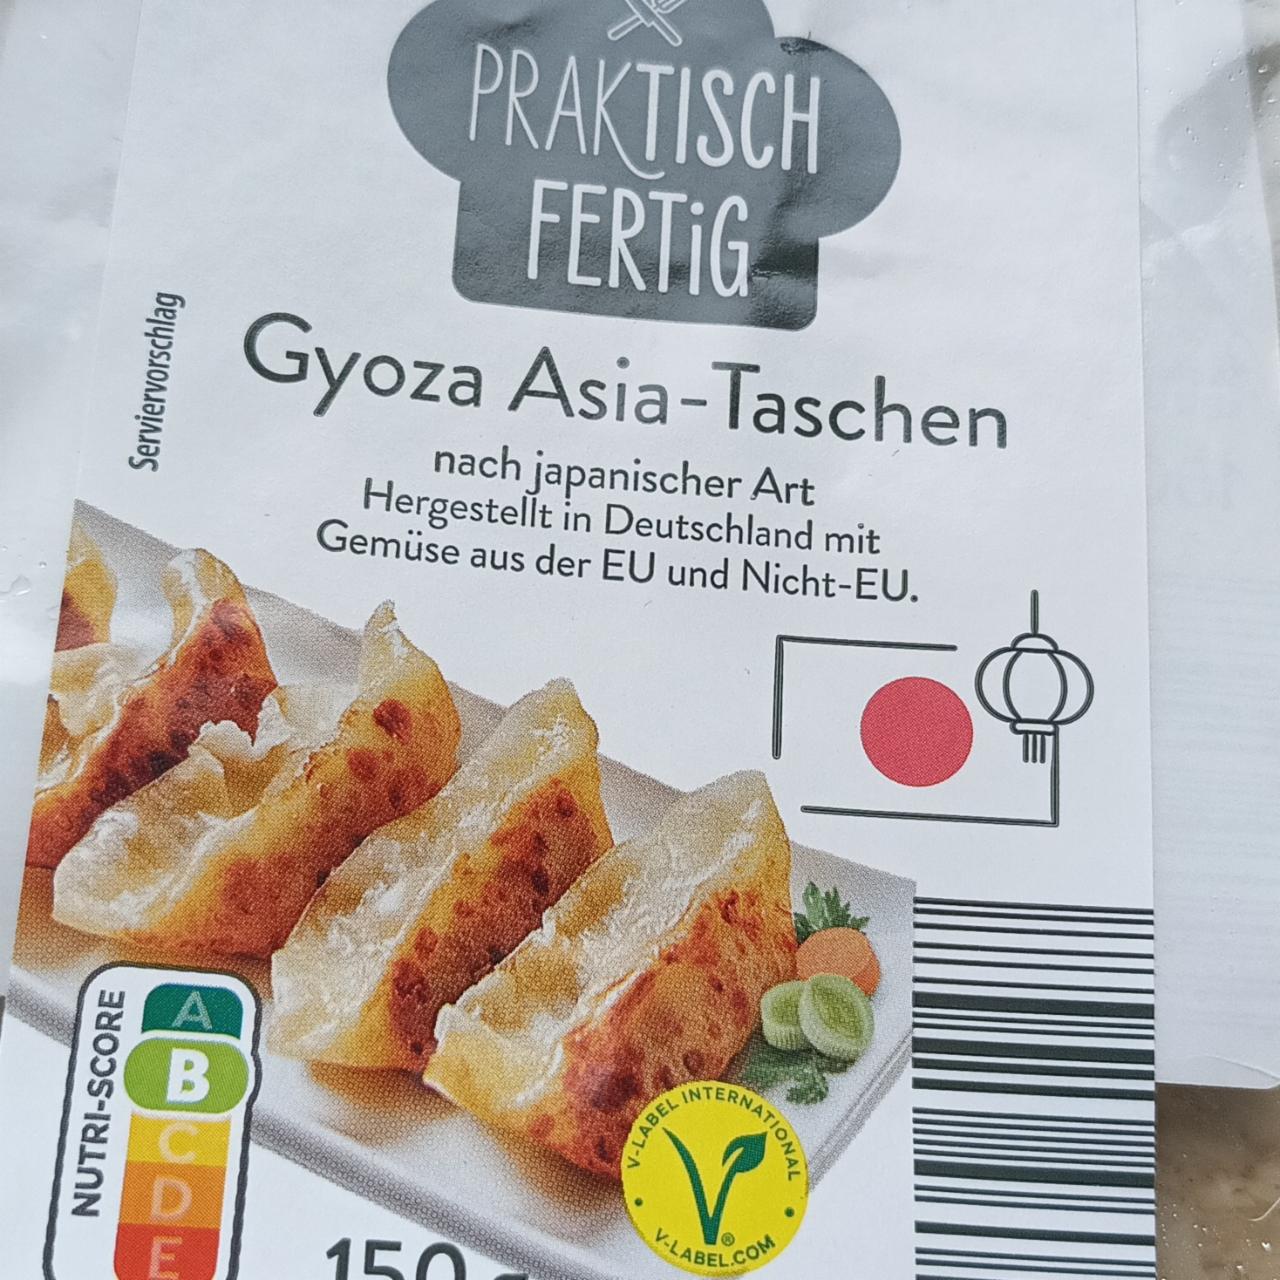 PRAKTISCH
FERTiG
Serviervorschlag
Gyoza Asia-Taschen
nach japanischer Art
Hergestellt in Deutschland mit
Gemüse aus der EU und Nicht-EU.
NUTRI-SCORE
A
B
C
D
E
V-LABEL INTERNATIONAL
V-LABEL.COM
®
150 g